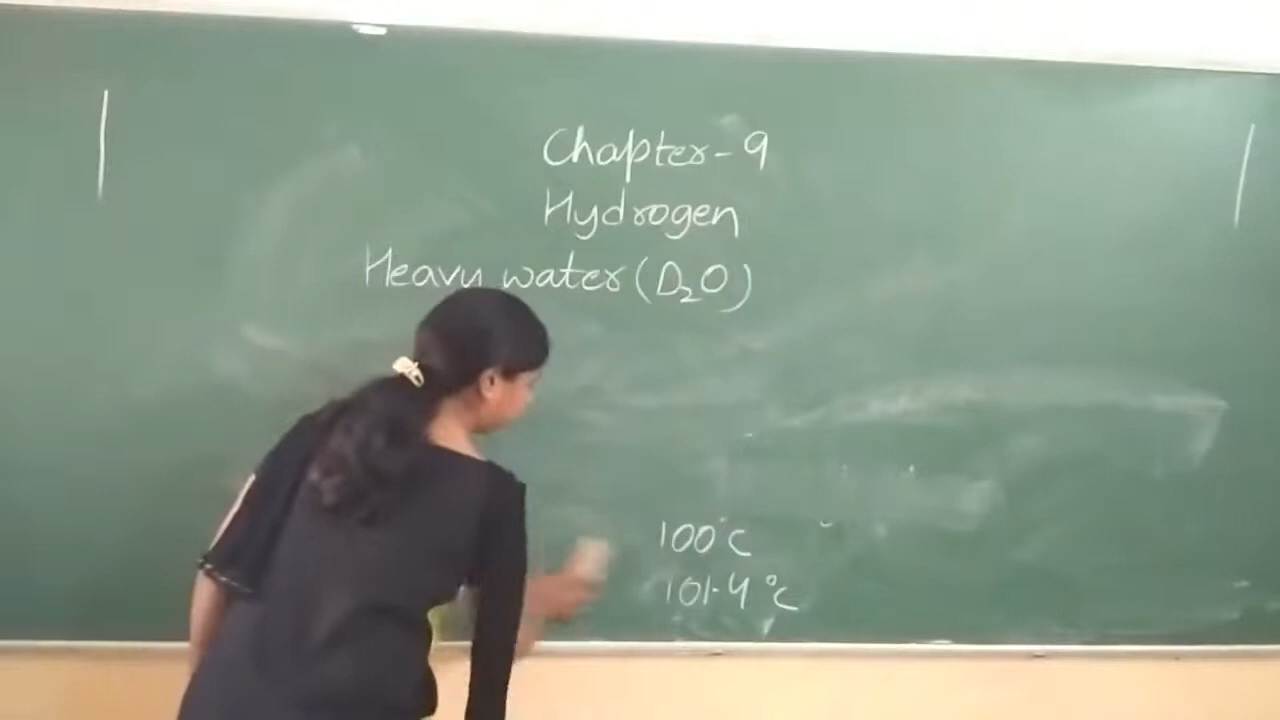 Chapter-9
Hydrogen
Heavy water (D₂O)
100°C
101.4°C